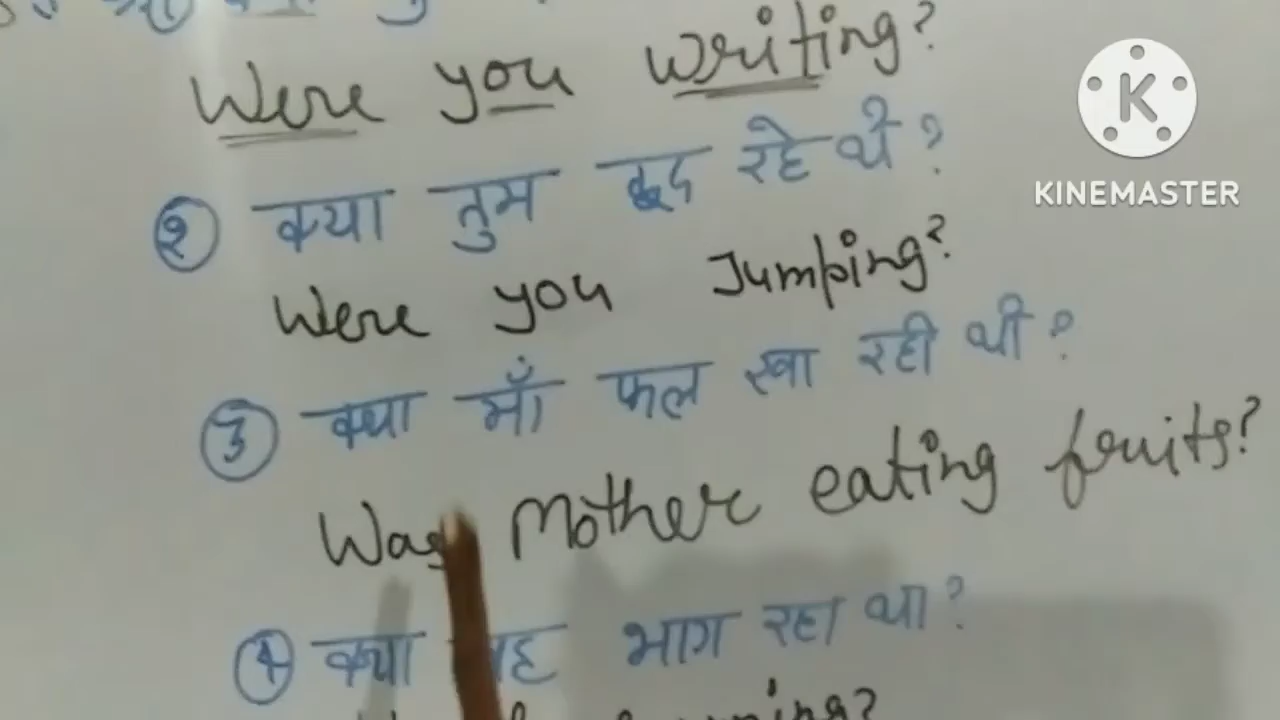 Were you writing?
② क्या तुम कूद रहे थे?
Were you Jumping?
③ क्या माँ फल खा रही थी?
Was Mother eating fruits?
④ क्या वह भाग रहा था?
K
KINEMASTER